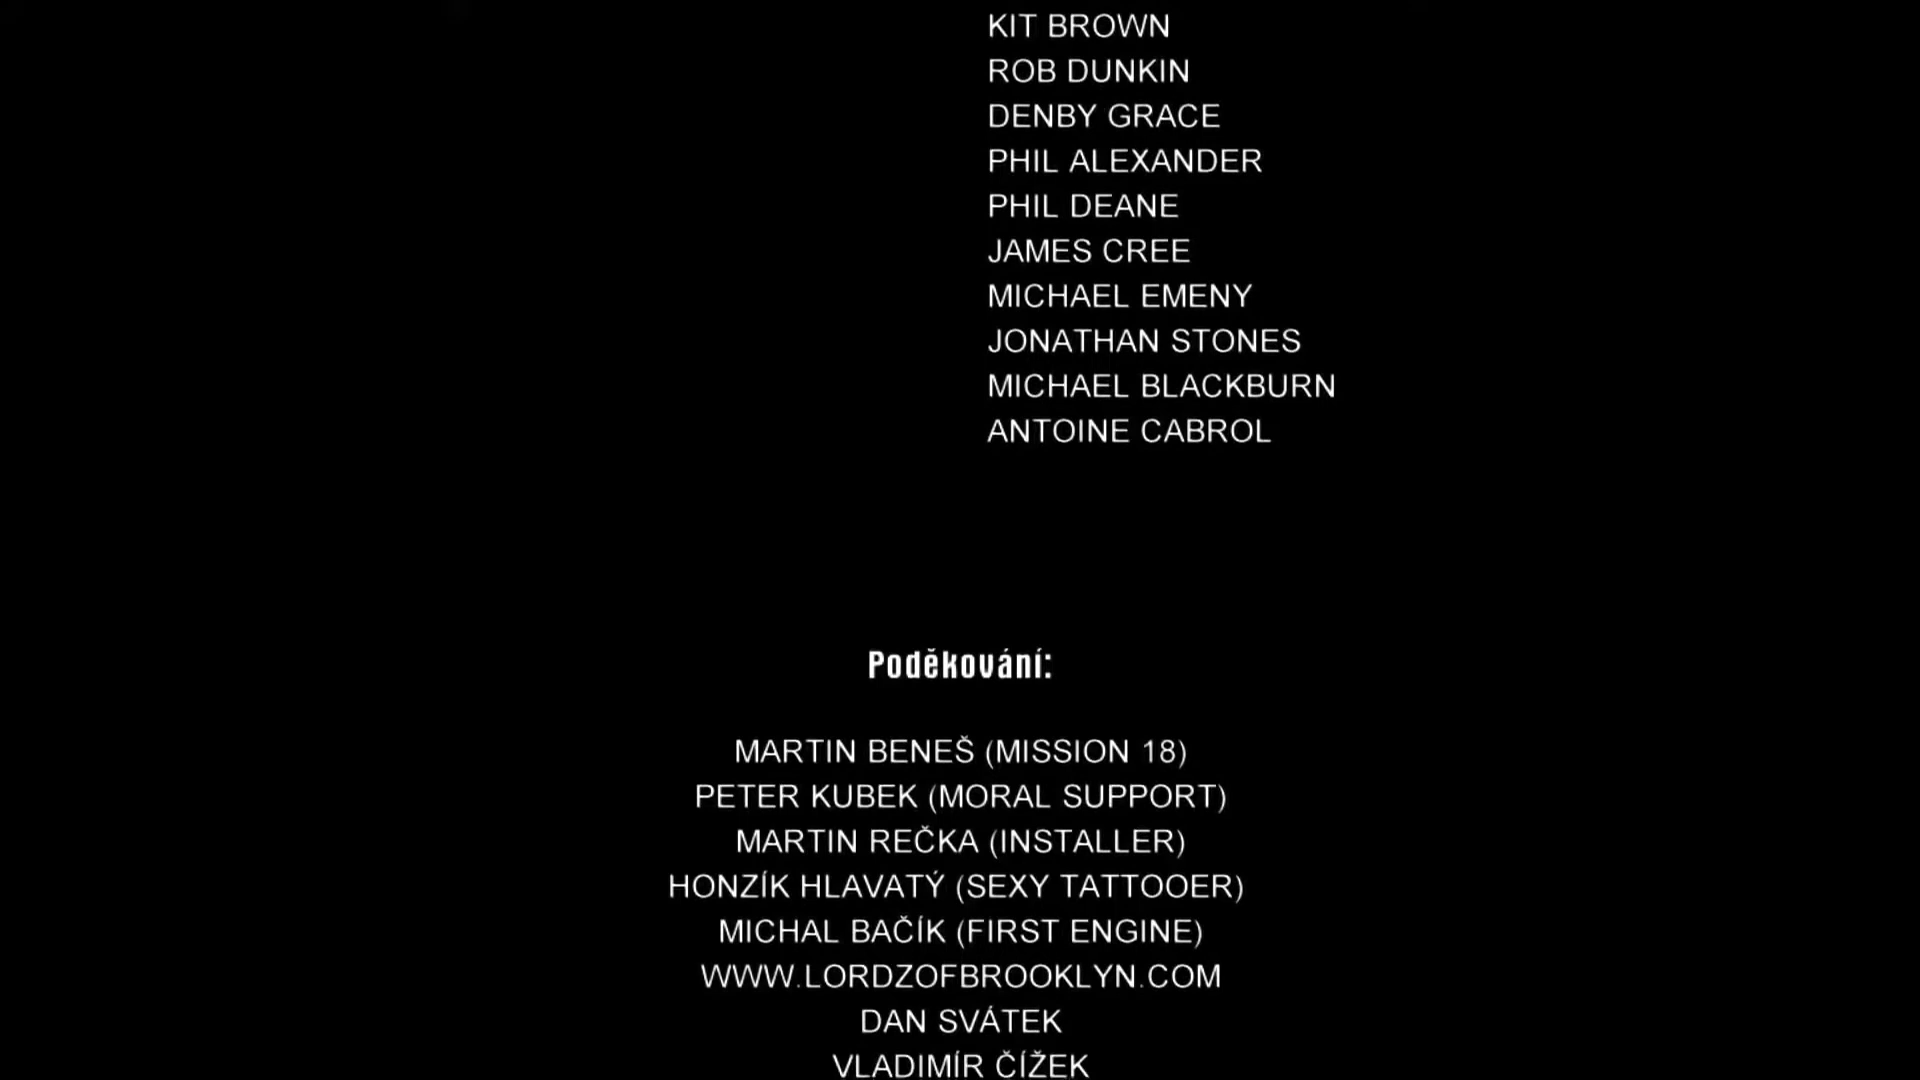 KIT BROWN
ROB DUNKIN
DENBY GRACE
PHIL ALEXANDER
PHIL DEANE
JAMES CREE
MICHAEL EMENY
JONATHAN STONES
MICHAEL BLACKBURN
ANTOINE CABROL
Poděkování:
MARTIN BENEŠ (MISSION 18)
PETER KUBEK (MORAL SUPPORT)
MARTIN REČKA (INSTALLER)
HONZÍK HLAVATÝ (SEXY TATTOOER)
MICHAL BAČÍK (FIRST ENGINE)
WWW.LORDZOFBROOKLYN.COM
DAN SVÁTEK
VLADIMÍR ČÍŽEK